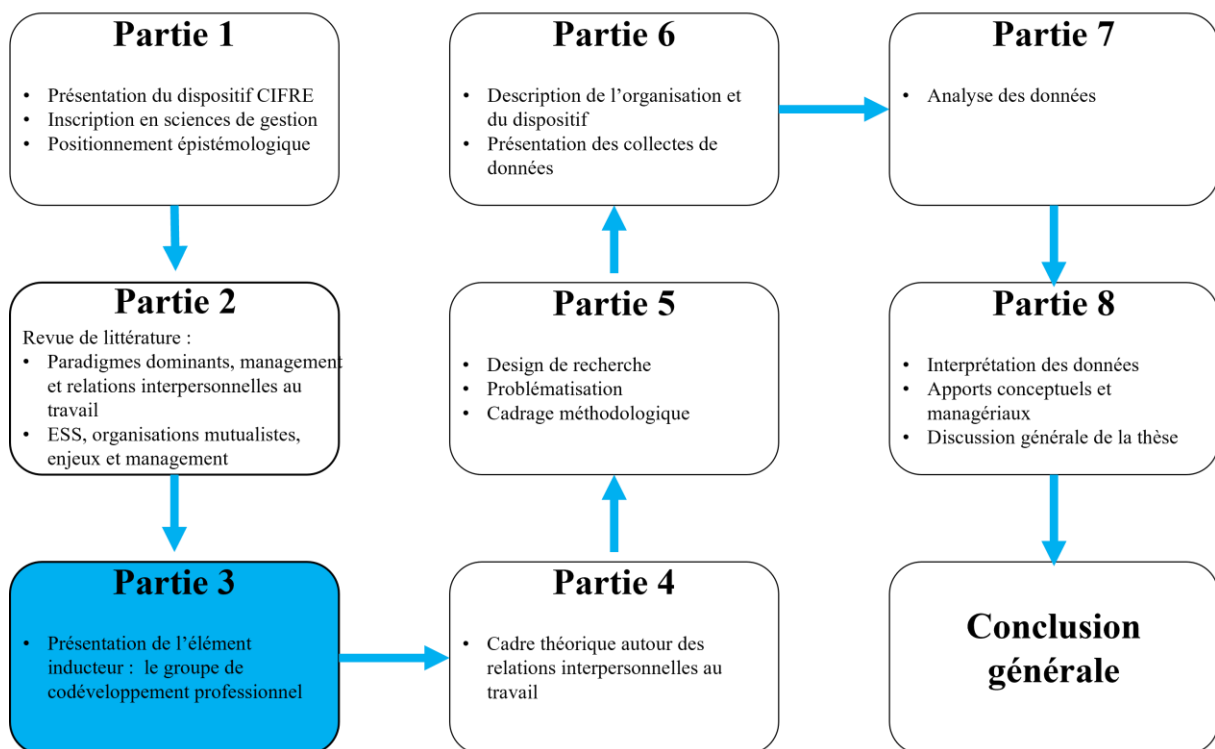 Partie 1
• Présentation du dispositif CIFRE
• Inscription en sciences de gestion
• Positionnement épistémologique
Partie 2
Revue de littérature :
• Paradigmes dominants, management
et relations interpersonnelles au
travail
• ESS, organisations mutualistes,
enjeux et management
Partie 3
• Présentation de l’élément
inducteur : le groupe de
codéveloppement professionnel
Partie 4
• Cadre théorique autour des
relations interpersonnelles au
travail
Partie 5
• Design de recherche
• Problématisation
• Cadrage méthodologique
Partie 6
• Description de l’organisation et
du dispositif
• Présentation des collectes de
données
Partie 7
• Analyse des données
Partie 8
• Interprétation des données
• Apports conceptuels et
managériaux
• Discussion générale de la thèse
Conclusion
générale